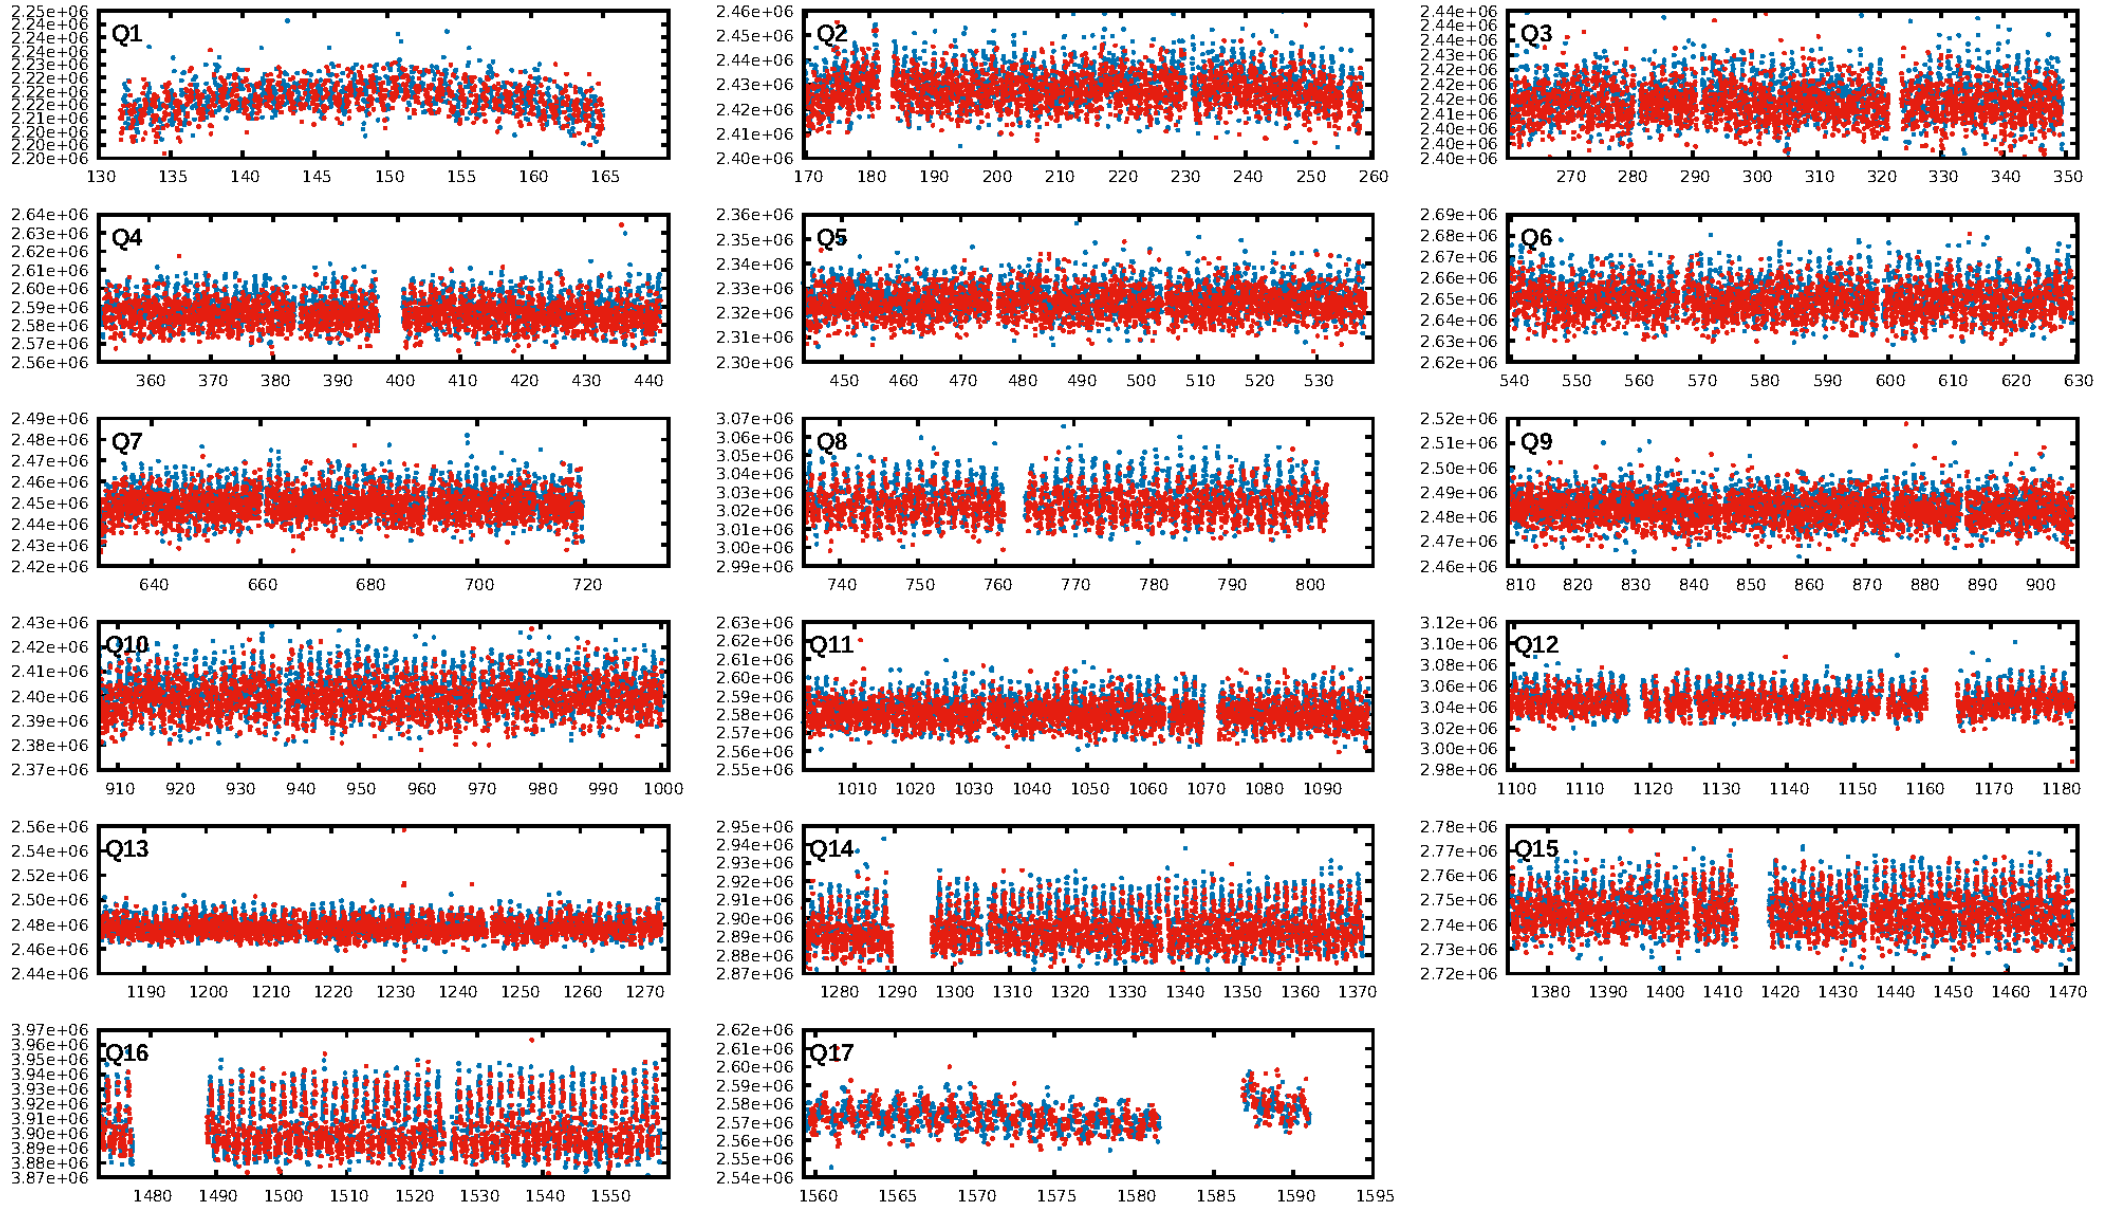 Q1
2.25e+06
2.24e+06
2.24e+06
2.23e+06
2.23e+06
2.22e+06
2.22e+06
2.22e+06
2.21e+06
2.21e+06
2.20e+06
2.20e+06
130 135 140 145 150 155 160 165
Q2
2.46e+06
2.45e+06
2.44e+06
2.43e+06
2.42e+06
2.41e+06
2.40e+06
170 180 190 200 210 220 230 240 250 260
Q3
2.44e+06
2.44e+06
2.44e+06
2.43e+06
2.42e+06
2.42e+06
2.42e+06
2.41e+06
2.40e+06
2.40e+06
2.40e+06
270 280 290 300 310 320 330 340 350
Q4
2.64e+06
2.63e+06
2.62e+06
2.61e+06
2.60e+06
2.59e+06
2.58e+06
2.57e+06
2.56e+06
360 370 380 390 400 410 420 430 440
Q5
2.36e+06
2.35e+06
2.34e+06
2.33e+06
2.32e+06
2.31e+06
2.30e+06
450 460 470 480 490 500 510 520 530
Q6
2.69e+06
2.68e+06
2.67e+06
2.66e+06
2.65e+06
2.64e+06
2.63e+06
2.62e+06
540 550 560 570 580 590 600 610 620 630
Q7
2.49e+06
2.48e+06
2.47e+06
2.46e+06
2.45e+06
2.44e+06
2.43e+06
2.42e+06
640 660 680 700 720
Q8
3.07e+06
3.06e+06
3.05e+06
3.04e+06
3.03e+06
3.02e+06
3.01e+06
3.00e+06
2.99e+06
740 750 760 770 780 790 800
Q9
2.52e+06
2.51e+06
2.50e+06
2.49e+06
2.48e+06
2.47e+06
2.46e+06
810 820 830 840 850 860 870 880 890 900
Q10
2.43e+06
2.42e+06
2.41e+06
2.40e+06
2.39e+06
2.38e+06
2.37e+06
910 920 930 940 950 960 970 980 990 1000
Q11
2.63e+06
2.62e+06
2.61e+06
2.60e+06
2.59e+06
2.58e+06
2.57e+06
2.56e+06
2.55e+06
1010 1020 1030 1040 1050 1060 1070 1080 1090
Q12
3.12e+06
3.10e+06
3.08e+06
3.06e+06
3.04e+06
3.02e+06
3.00e+06
2.98e+06
1100 1110 1120 1130 1140 1150 1160 1170 1180
Q13
2.56e+06
2.54e+06
2.52e+06
2.50e+06
2.48e+06
2.46e+06
2.44e+06
1190 1200 1210 1220 1230 1240 1250 1260 1270
Q14
2.95e+06
2.94e+06
2.93e+06
2.92e+06
2.91e+06
2.90e+06
2.89e+06
2.88e+06
2.87e+06
1280 1290 1300 1310 1320 1330 1340 1350 1360 1370
Q15
2.78e+06
2.77e+06
2.76e+06
2.75e+06
2.74e+06
2.73e+06
2.72e+06
1380 1390 1400 1410 1420 1430 1440 1450 1460 1470
Q16
3.97e+06
3.96e+06
3.95e+06
3.94e+06
3.93e+06
3.92e+06
3.91e+06
3.90e+06
3.89e+06
3.88e+06
3.87e+06
1480 1490 1500 1510 1520 1530 1540 1550
Q17
2.62e+06
2.61e+06
2.60e+06
2.59e+06
2.58e+06
2.57e+06
2.56e+06
2.55e+06
2.54e+06
1560 1565 1570 1575 1580 1585 1590 1595